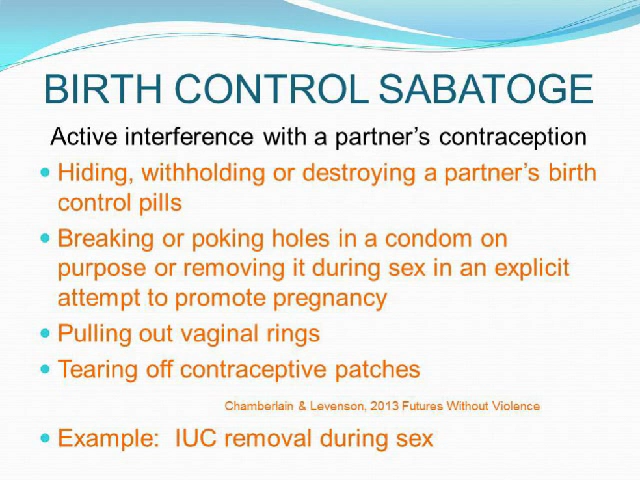 BIRTH CONTROL SABATOGE
Active interference with a partner's contraception
• Hiding, withholding or destroying a partner's birth
control pills
• Breaking or poking holes in a condom on
purpose or removing it during sex in an explicit
attempt to promote pregnancy
• Pulling out vaginal rings
• Tearing off contraceptive patches
Chamberlain & Levenson, 2013 Futures Without Violence
• Example:  IUC removal during sex